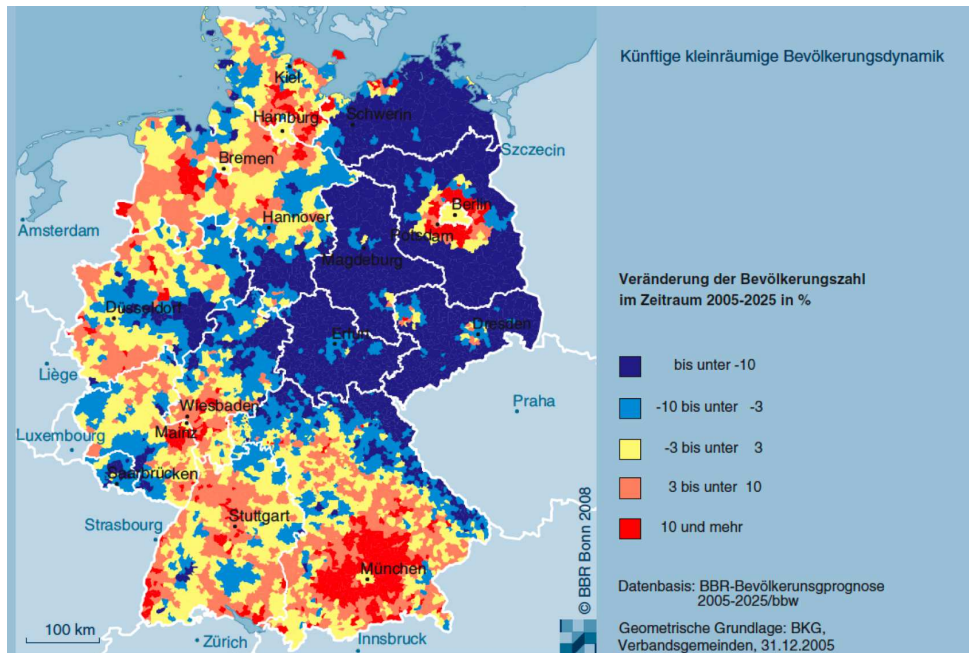 Künftige kleinräumige Bevölkerungsdynamik
Kiel
Hamburg
Schwerin
Szczecin
Bremen
Berlin
Hannover
Potsdam
Amsterdam
Magdeburg
Düsseldorf
Erfurt
Dresden
Liège
Wiesbaden
Praha
Mainz
Luxembourg
Saarbrücken
Strasbourg
Stuttgart
München
100 km
Zürich
Innsbruck
© BBR Bonn 2008
Veränderung der Bevölkerungszahl
im Zeitraum 2005-2025 in %
bis unter -10
-10 bis unter -3
-3 bis unter 3
3 bis unter 10
10 und mehr
Datenbasis: BBR-Bevölkerunsgprognose
2005-2025/bbw
Geometrische Grundlage: BKG,
Verbandsgemeinden, 31.12.2005